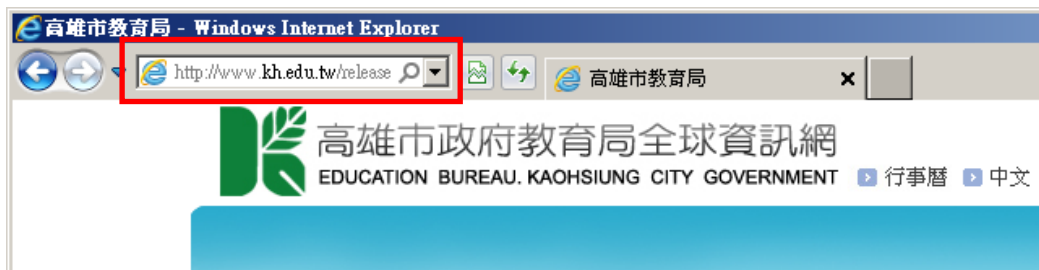 高雄市教育局 - Windows Internet Explorer
http://www.kh.edu.tw/release
高雄市教育局
高雄市政府教育局全球資訊網
EDUCATION BUREAU. KAOHSIUNG CITY GOVERNMENT 行事曆 中文